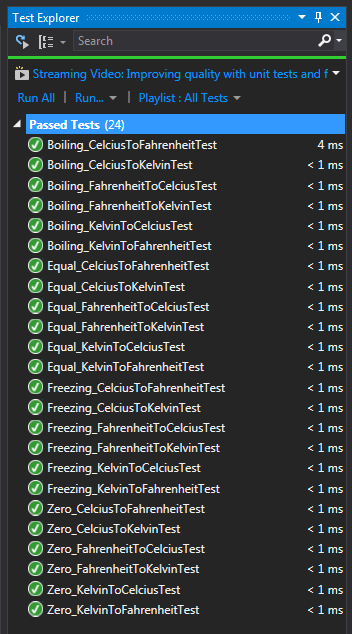 Test Explorer
Search
Streaming Video: Improving quality with unit tests and f
Run All | Run... | Playlist : All Tests
Passed Tests (24)
Boiling_CelciusToFahrenheitTest 4 ms
Boiling_CelciusToKelvinTest < 1 ms
Boiling_FahrenheitToCelciusTest < 1 ms
Boiling_FahrenheitToKelvinTest < 1 ms
Boiling_KelvinToCelciusTest < 1 ms
Boiling_KelvinToFahrenheitTest < 1 ms
Equal_CelciusToFahrenheitTest < 1 ms
Equal_CelciusToKelvinTest < 1 ms
Equal_FahrenheitToCelciusTest < 1 ms
Equal_FahrenheitToKelvinTest < 1 ms
Equal_KelvinToCelciusTest < 1 ms
Equal_KelvinToFahrenheitTest < 1 ms
Freezing_CelciusToFahrenheitTest < 1 ms
Freezing_CelciusToKelvinTest < 1 ms
Freezing_FahrenheitToCelciusTest < 1 ms
Freezing_FahrenheitToKelvinTest < 1 ms
Freezing_KelvinToCelciusTest < 1 ms
Freezing_KelvinToFahrenheitTest < 1 ms
Zero_CelciusToFahrenheitTest < 1 ms
Zero_CelciusToKelvinTest < 1 ms
Zero_FahrenheitToCelciusTest < 1 ms
Zero_FahrenheitToKelvinTest < 1 ms
Zero_KelvinToCelciusTest < 1 ms
Zero_KelvinToFahrenheitTest < 1 ms